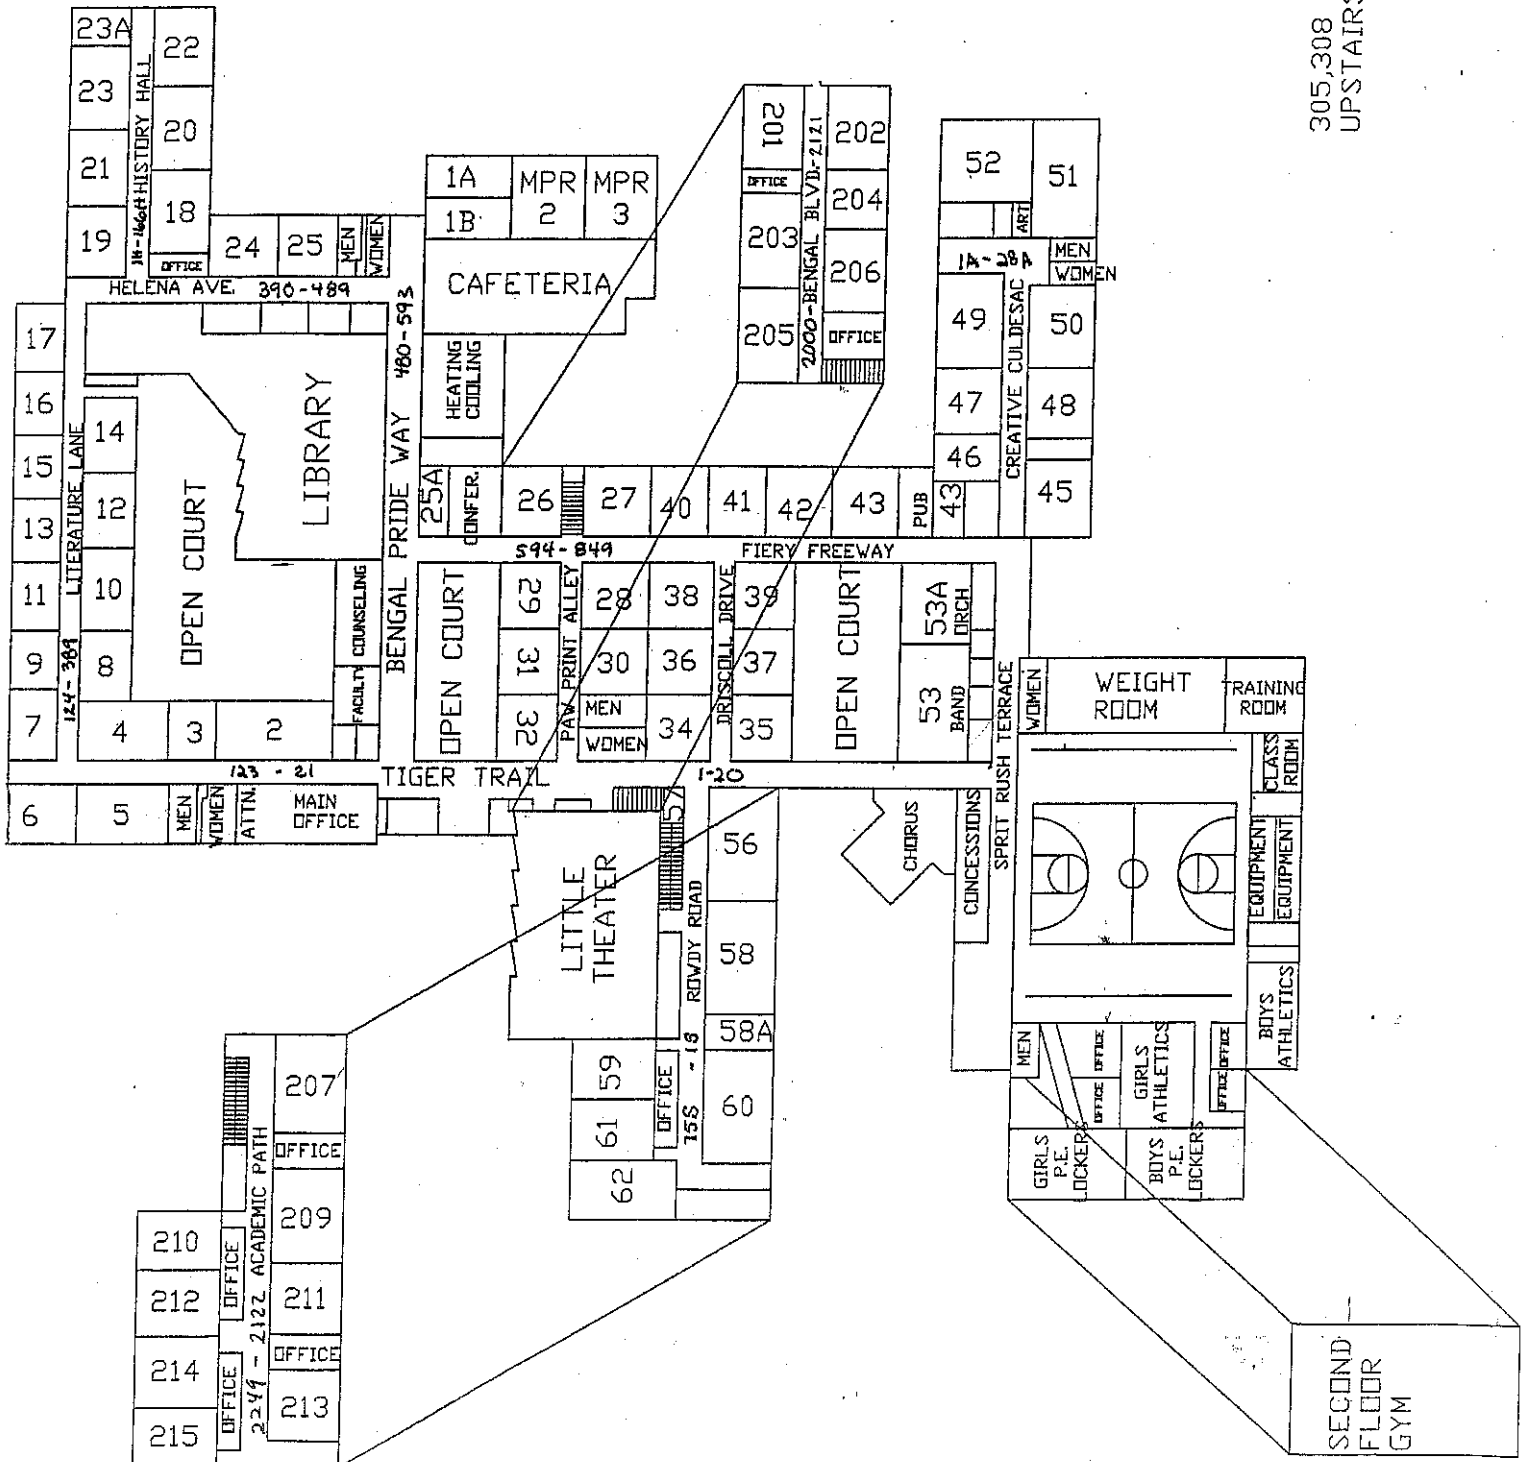 23A
22
305,308
UPSTAIRS
23
20
21
18
19
1H-166H HISTORY HALL
OFFICE
24
25
MEN
WOMEN
HELENA AVE. 390-489
1A
1B
MPR
2
MPR
3
CAFETERIA
HEATING
COOLING
201
OFFICE
203
205
2000-BENGAL BLVD.-2121
202
204
206
OFFICE
52
51
ART
1A-28A
MEN
WOMEN
49
50
47
48
46
45
43
CREATIVE CULDESAC
17
16
15
13
11
9
7
124-389 LITERATURE LANE
14
12
10
8
OPEN COURT
LIBRARY
COUNSELING
FACULTY
4
3
2
BENGAL PRIDE WAY 480-593
25A
CONFER.
26
27
40
41
42
43
PUB
594-849
FIERY FREEWAY
OPEN COURT
29
31
32
PAW PRINT ALLEY
28
30
MEN
WOMEN
38
36
34
DRISCOLL DRIVE
39
37
35
OPEN COURT
53A
ORCH
53
BAND
SPRIT RUSH TERRACE
123 - 21
TIGER TRAIL
1-20
6
5
MEN
WOMEN
ATTN.
MAIN
OFFICE
LITTLE
THEATER
57
56
58
58A
60
ROWDY ROAD
15S - 1S
OFFICE
59
61
62
CHORUS
CONCESSIONS
WOMEN
WEIGHT
ROOM
TRAINING
ROOM
CLASS
ROOM
EQUIPMENT
EQUIPMENT
BOYS
ATHLETICS
MEN
OFFICE
OFFICE
GIRLS
ATHLETICS
OFFICE
OFFICE
GIRLS
P.E.
LOCKERS
BOYS
P.E.
LOCKERS
207
OFFICE
209
211
OFFICE
213
2249 - 2122 ACADEMIC PATH
210
212
214
215
OFFICE
OFFICE
SECOND
FLOOR
GYM